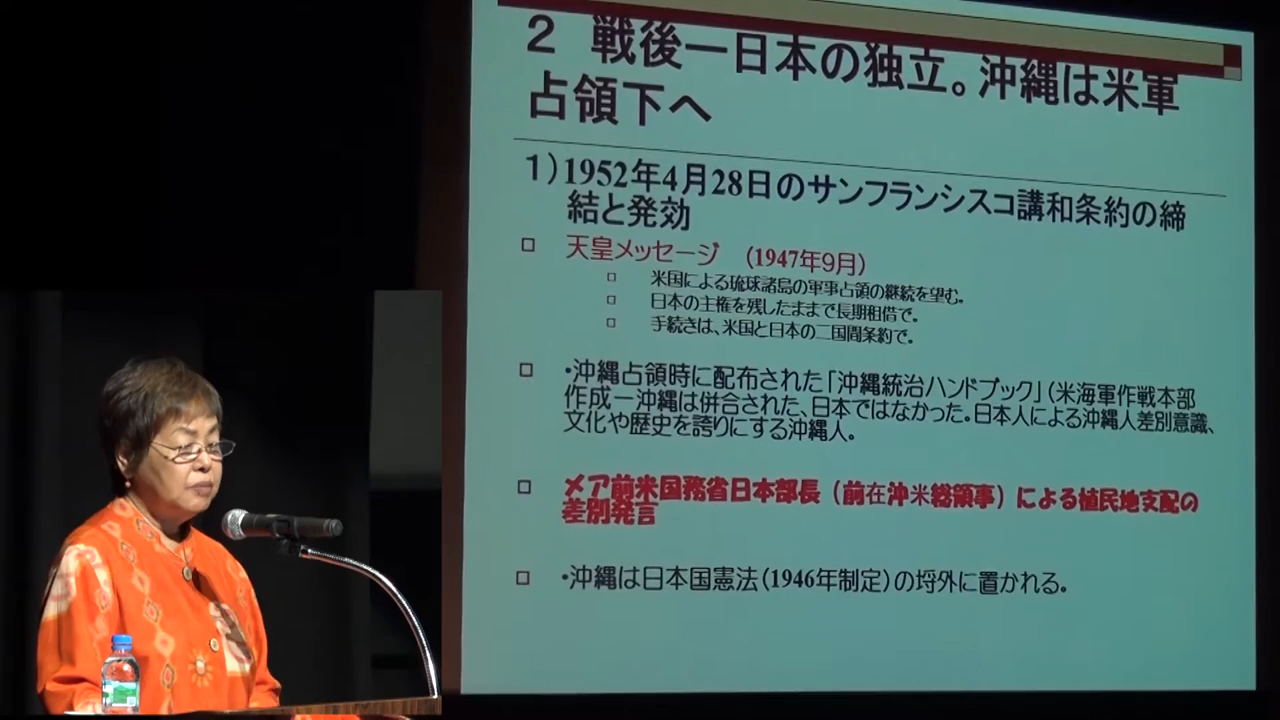 ２ 戦後ー日本の独立。沖縄は米軍
占領下へ
１）1952年4月28日のサンフランシスコ講和条約の締
結と発効
天皇メッセージ （1947年9月）
米国による琉球諸島の軍事占領の継続を望む。
日本の主権を残したままで長期租借で。
手続きは、米国と日本の二国間条約で。
・沖縄占領時に配布された「沖縄統治ハンドブック」（米海軍作戦本部
作成ー沖縄は併合された、日本ではなかった。日本人による沖縄人差別意識、
文化や歴史を誇りにする沖縄人。
メア前米国務省日本部長（前在沖米総領事）による植民地支配の
差別発言
・沖縄は日本国憲法（1946年制定）の埒外に置かれる。